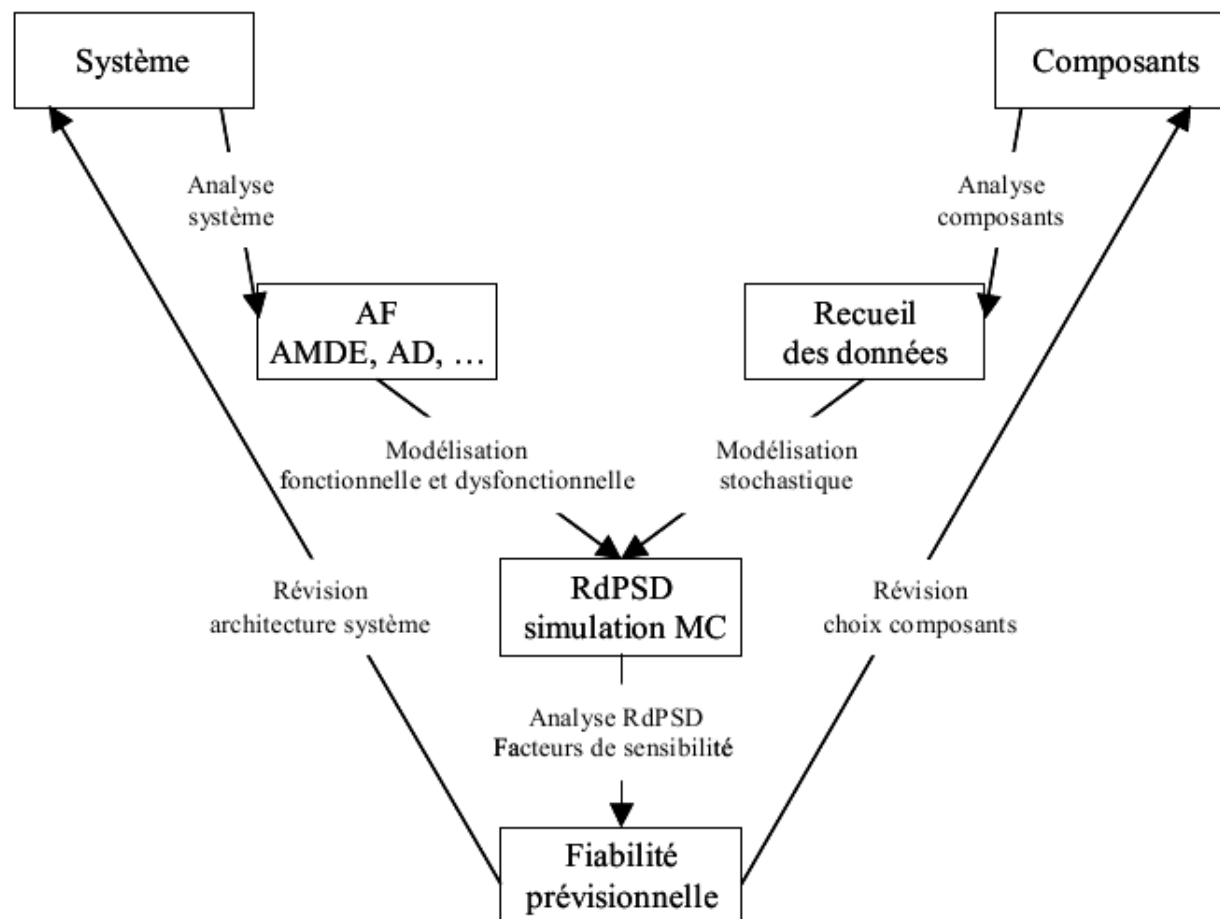 Système
Composants
Analyse
système
Analyse
composants
AF
AMDE, AD, …
Recueil
des données
Modélisation
fonctionnelle et dysfonctionnelle
Modélisation
stochastique
RdPSD
simulation MC
Révision
architecture système
Révision
choix composants
Analyse RdPSD
Facteurs de sensibilité
Fiabilité
prévisionnelle